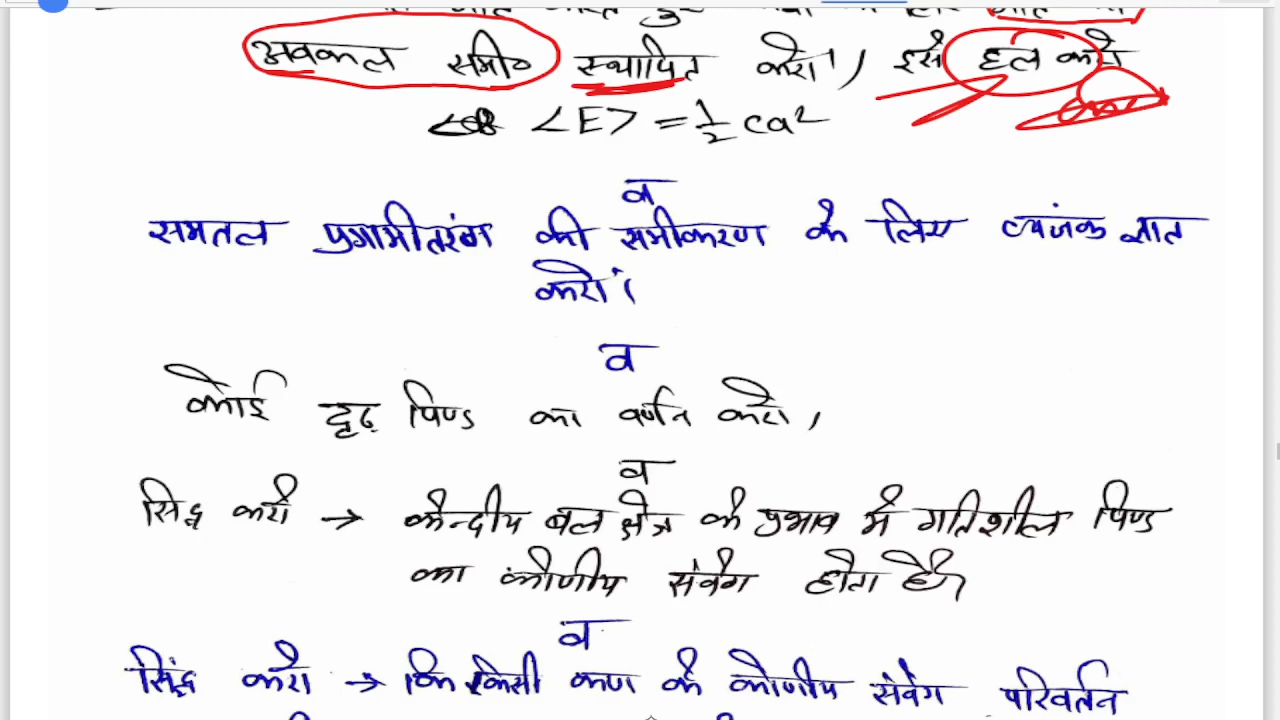 अवकल समी० स्थापित करो। इसे हल करो
<E> = 1/2 ca²
व
समतल प्रगामी तरंग की समीकरण के लिए व्यंजक ज्ञात
करो।
व
कोई दृढ़ पिण्ड का वर्णन करो,
व
सिद्ध करो → केन्द्रीय बल क्षेत्र के प्रभाव में गतिशील पिण्ड
का कोणीय संवेग होता है।
व
सिद्ध करो → कि किसी कण के कोणीय संवेग परिवर्तन